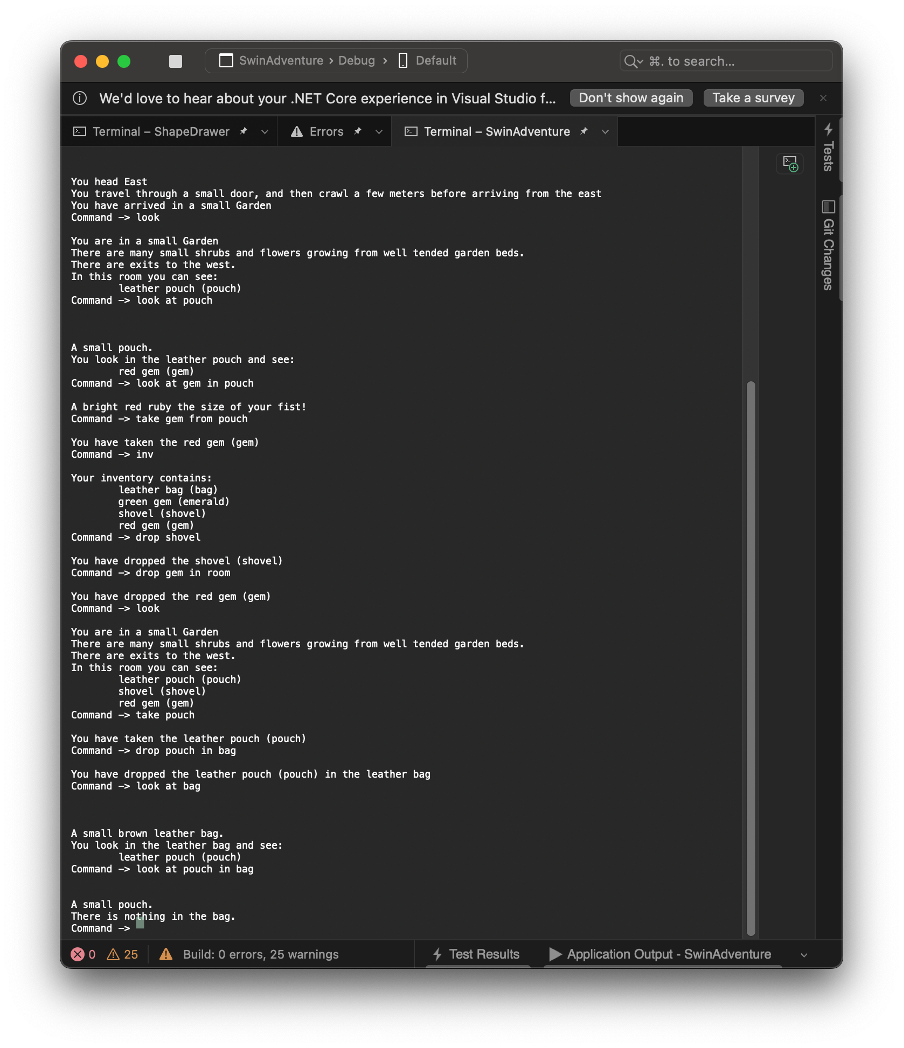 SwinAdventure › Debug › Default
⌘. to search...
We'd love to hear about your .NET Core experience in Visual Studio f... Don't show again Take a survey
Terminal – ShapeDrawer Errors Terminal – SwinAdventure
Tests
Git Changes
You head East
You travel through a small door, and then crawl a few meters before arriving from the east
You have arrived in a small Garden
Command -> look
You are in a small Garden
There are many small shrubs and flowers growing from well tended garden beds.
There are exits to the west.
In this room you can see:
leather pouch (pouch)
Command -> look at pouch
A small pouch.
You look in the leather pouch and see:
red gem (gem)
Command -> look at gem in pouch
A bright red ruby the size of your fist!
Command -> take gem from pouch
You have taken the red gem (gem)
Command -> inv
Your inventory contains:
leather bag (bag)
green gem (emerald)
shovel (shovel)
red gem (gem)
Command -> drop shovel
You have dropped the shovel (shovel)
Command -> drop gem in room
You have dropped the red gem (gem)
Command -> look
You are in a small Garden
There are many small shrubs and flowers growing from well tended garden beds.
There are exits to the west.
In this room you can see:
leather pouch (pouch)
shovel (shovel)
red gem (gem)
Command -> take pouch
You have taken the leather pouch (pouch)
Command -> drop pouch in bag
You have dropped the leather pouch (pouch) in the leather bag
Command -> look at bag
A small brown leather bag.
You look in the leather bag and see:
leather pouch (pouch)
Command -> look at pouch in bag
A small pouch.
There is nothing in the bag.
Command ->
0 25 Build: 0 errors, 25 warnings Test Results Application Output - SwinAdventure